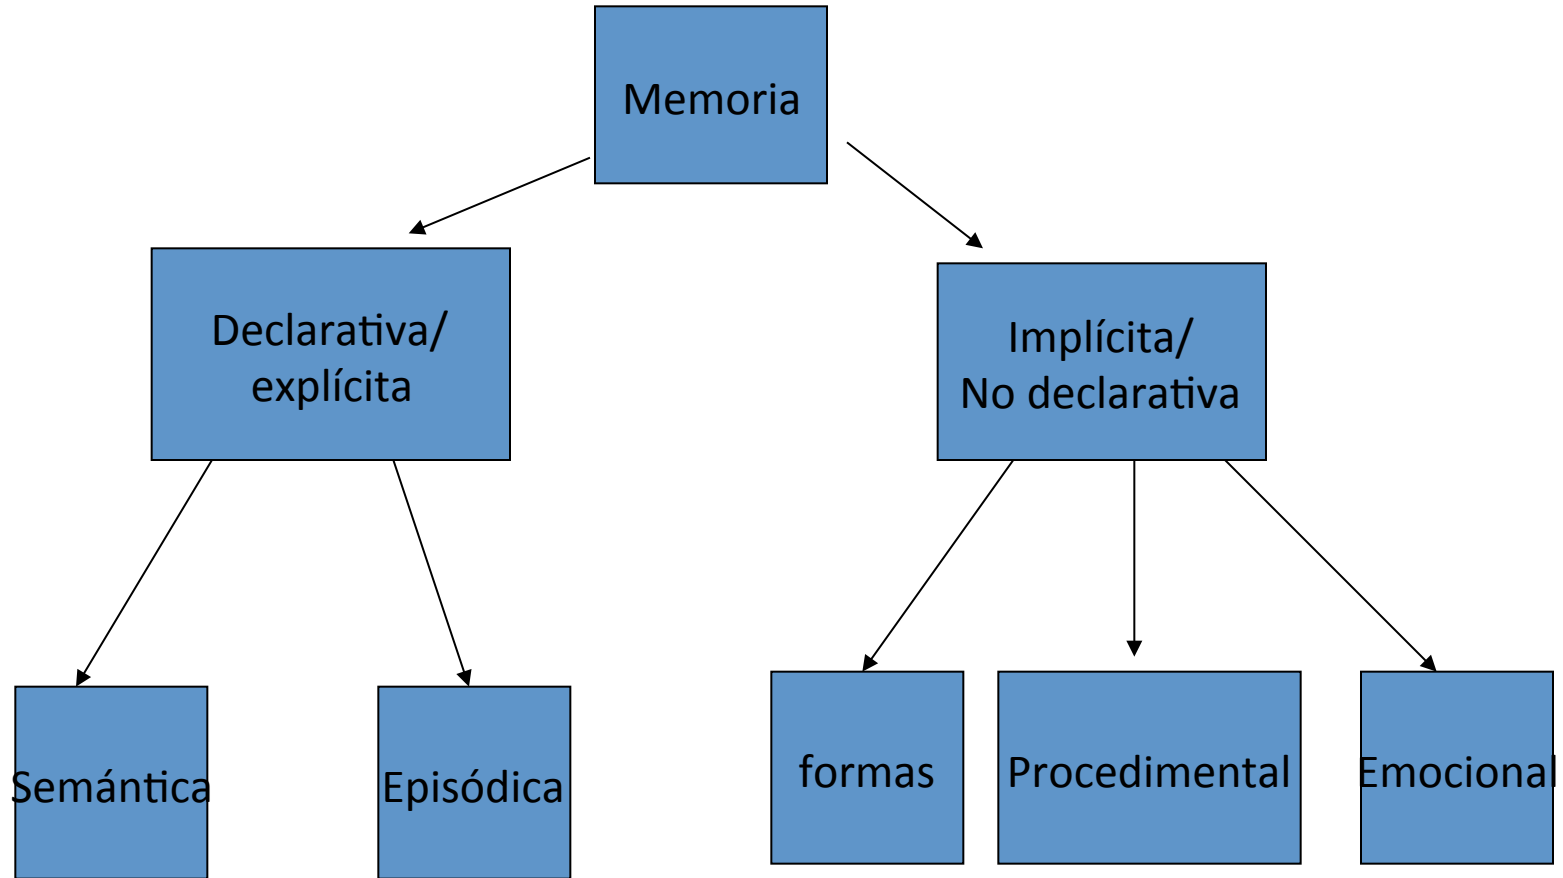 Memoria
Declarativa/
explícita
Implícita/
No declarativa
Semántica
Episódica
formas
Procedimental
Emocional